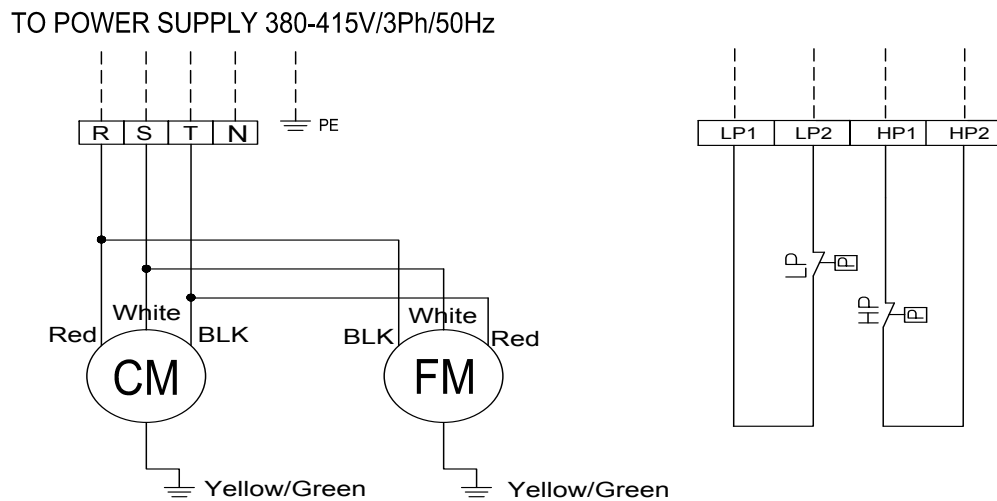 TO POWER SUPPLY 380-415V/3Ph/50Hz
R S T N
PE
LP1 LP2 HP1 HP2
LP P
HP P
White
Red BLK
CM
White
BLK Red
FM
Yellow/Green
Yellow/Green